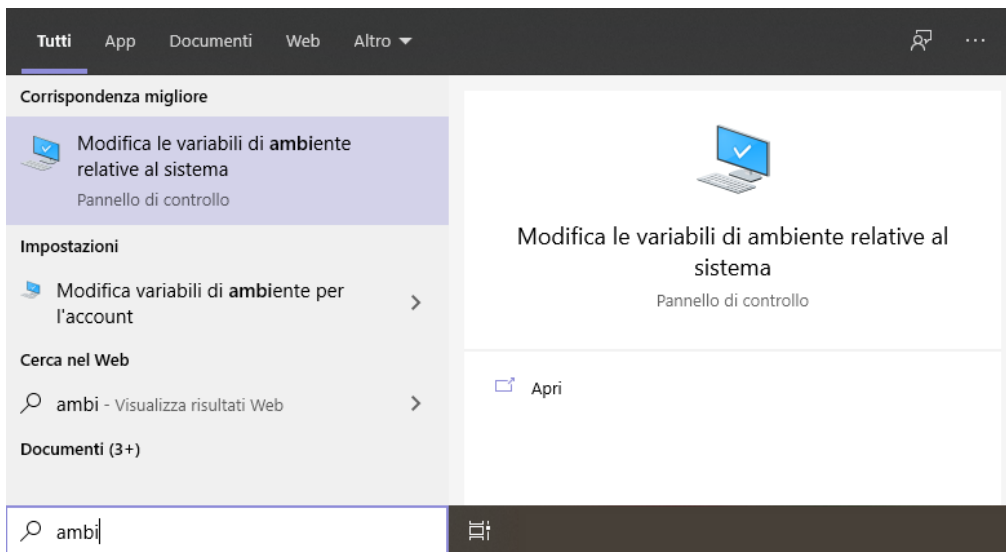 Tutti App Documenti Web Altro
Corrispondenza migliore
Modifica le variabili di ambiente
relative al sistema
Pannello di controllo
Impostazioni
Modifica variabili di ambiente per
l'account
Cerca nel Web
ambi - Visualizza risultati Web
Documenti (3+)
ambi
Modifica le variabili di ambiente relative al
sistema
Pannello di controllo
Apri